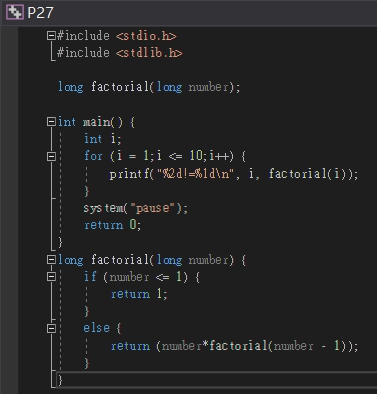 P27
#include <stdio.h>
#include <stdlib.h>
long factorial(long number);
int main() {
int i;
for (i = 1;i <= 10;i++) {
printf("%2d!=%1d\n", i, factorial(i));
}
system("pause");
return 0;
}
long factorial(long number) {
if (number <= 1) {
return 1;
}
else {
return (number*factorial(number - 1));
}
}